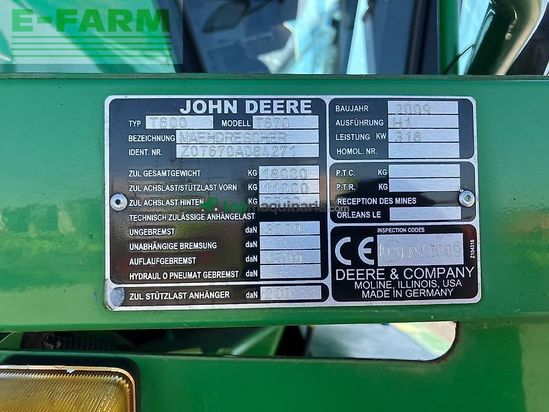 E-FARM
JOHN DEERE
TYP T600 MODELL T670
BEZEICHNUNG MAEHDRESCHER
IDENT. NR. Z0T670A084271
ZUL GESAMTGEWICHT KG 18000
ZUL ACHSLAST/STÜTZLAST VORN KG
ZUL ACHSLAST HINTEN KG
TECHNISCH ZULÄSSIGE ANHÄNGELAST
UNGEBREMST daN
UNABHÄNGIGE BREMSUNG daN
AUFLAUFGEBREMST daN
HYDRAUL O PNEUMAT GEBREMST daN
ZUL STÜTZLAST ANHÄNGER daN
BAUJAHR 2009
AUSFÜHRUNG H1
LEISTUNG KW 318
HOMOL. NR.
P.T.C. KG
P.T.R. KG
RECEPTION DES MINES
ORLEANS LE
CE
INSPECTION CODES
Z104316
DEERE & COMPANY
MOLINE, ILLINOIS, USA
MADE IN GERMANY